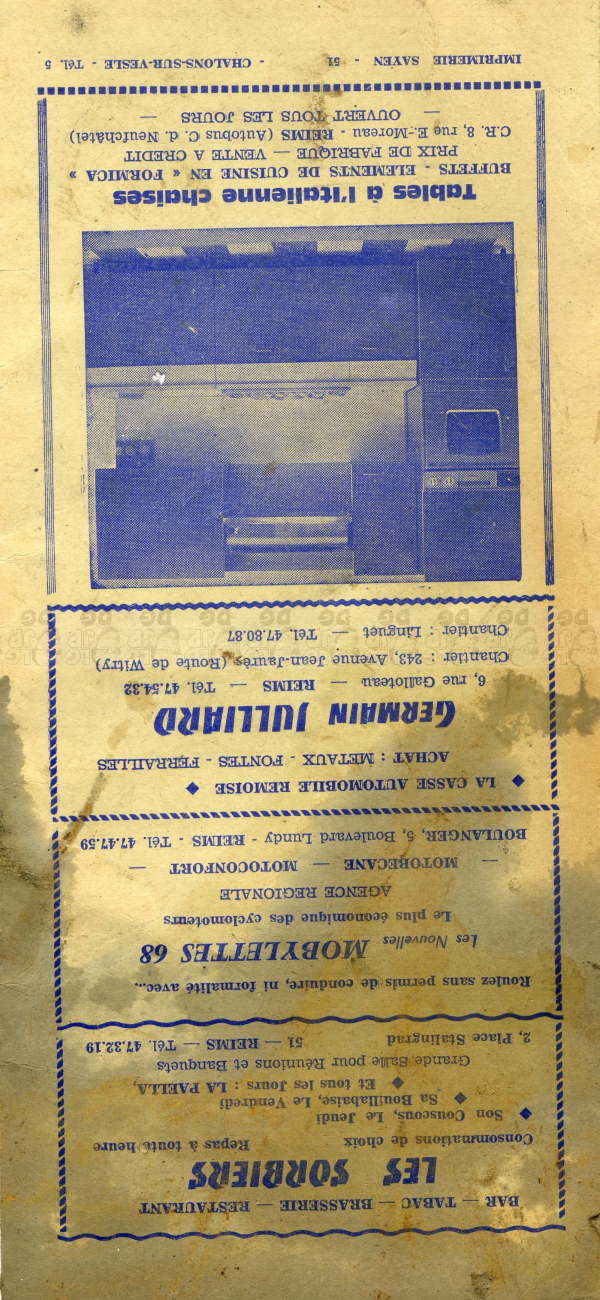 BAR — TABAC — BRASSERIE — RESTAURANT
LES SORBIERS
Consommations de choix Repas à toute heure
◆ Son Couscous, Le Jeudi
◆ Sa Bouillabaise, Le Vendredi
◆ Et tous les Jours : LA PAELLA,
Grande Salle pour Réunions et Banquets
2, Place Stalingrad 51 — REIMS — Tél. 47.32.19
Roulez sans permis de conduire, ni formalité avec...
Les Nouvelles MOBYLETTES 68
Le plus économique des cyclomoteurs
AGENCE REGIONALE
— MOTOBECANE — MOTOCONFORT —
BOULANGER, 5, Boulevard Lundy - REIMS - Tél. 47.47.59
◆ LA CASSE AUTOMOBILE REMOISE ◆
ACHAT : METAUX - FONTES - FERRAILLES
GERMAIN JULLIARD
6, rue Gailloteau — REIMS — Tél. 47.54.32
Chantier : 243, Avenue Jean-Jaurès (Route de Witry)
Chantier : Linguet — Tél. 47.80.87
Tables à l'italienne chaises
BUFFETS - ELEMENTS DE CUISINE EN « FORMICA »
PRIX DE FABRIQUE — VENTE A CREDIT
C.R. 8, rue E.-Moreau - REIMS (Autobus C. d. Neufchâtel)
— OUVERT TOUS LES JOURS —
IMPRIMERIE SAYEN - 51 - CHALONS-SUR-VESLE - Tél. 5